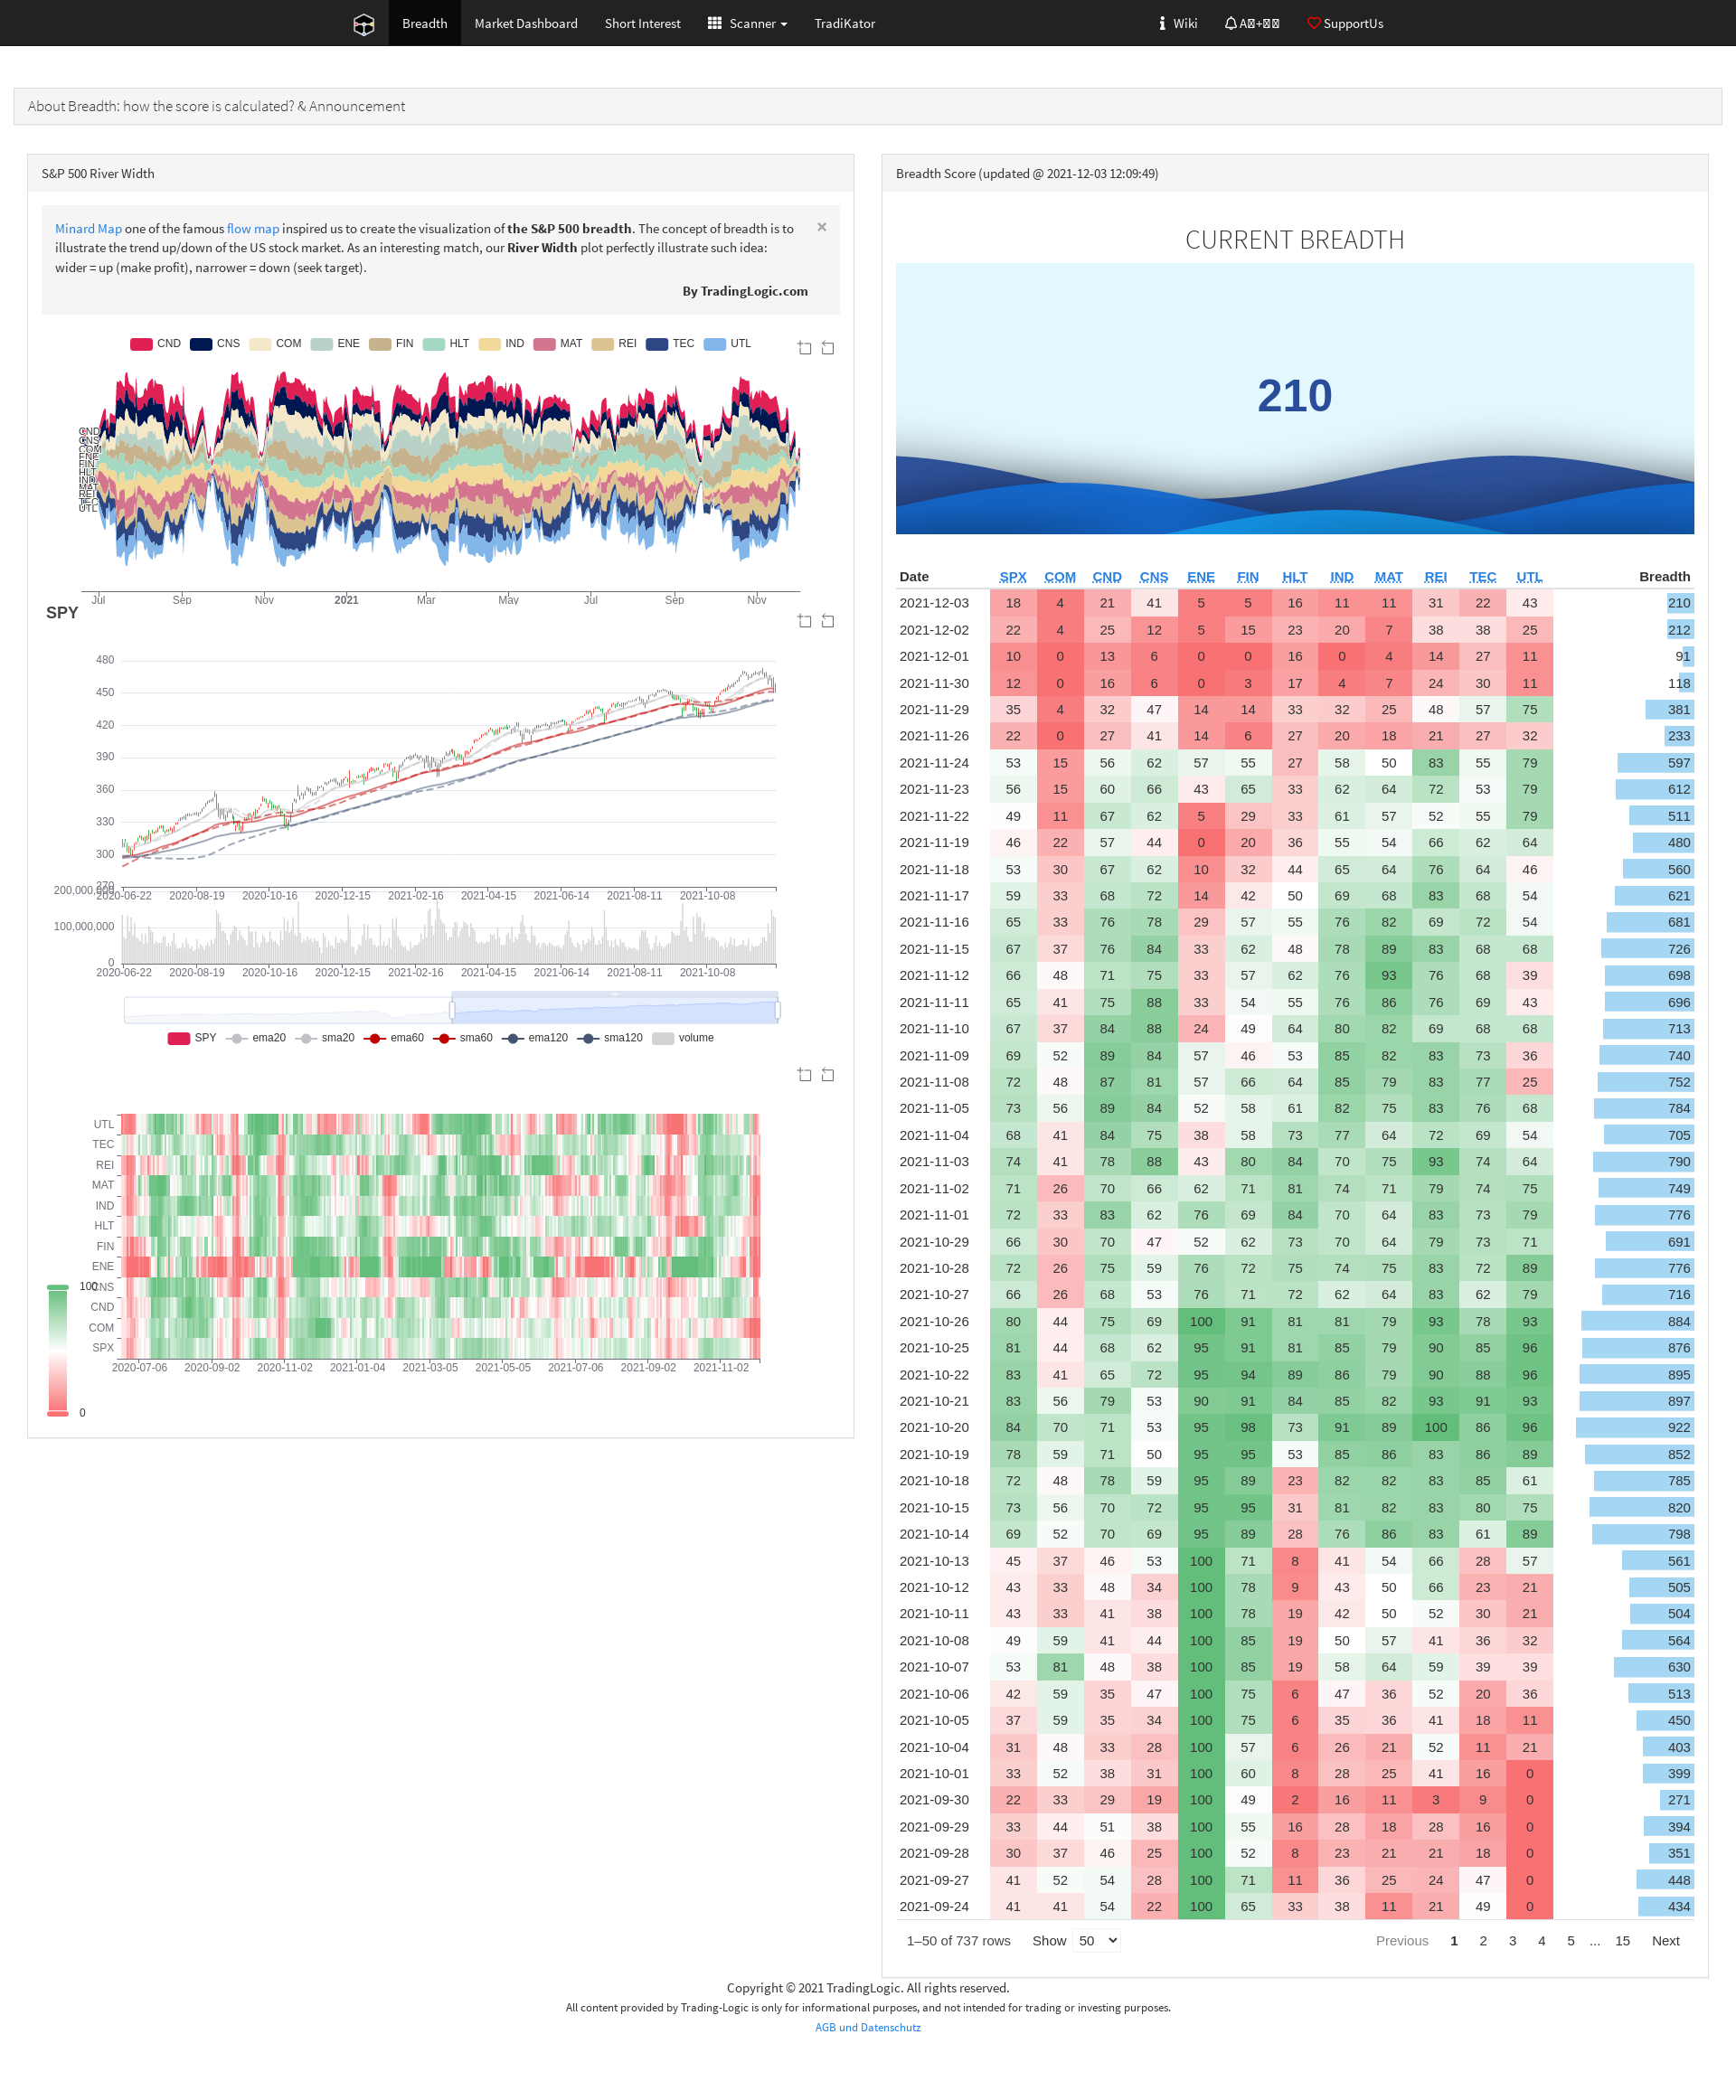 Breadth Market Dashboard Short Interest Scanner TradiKator Wiki SupportUs
About Breadth: how the score is calculated? & Announcement
S&P 500 River Width
Minard Map one of the famous flow map inspired us to create the visualization of the S&P 500 breadth. The concept of breadth is to
illustrate the trend up/down of the US stock market. As an interesting match, our River Width plot perfectly illustrate such idea:
wider = up (make profit), narrower = down (seek target).
×
By TradingLogic.com
CND CNS COM ENE FIN HLT IND MAT REI TEC UTL
CND
CNS
COM
ENE
FIN
HLT
IND
MAT
REI
TEC
UTL
Jul Sep Nov 2021 Mar May Jul Sep Nov
SPY
480
450
420
390
360
330
300
270
2020-06-22 2020-08-19 2020-10-16 2020-12-15 2021-02-16 2021-04-15 2021-06-14 2021-08-11 2021-10-08
200,000,000
100,000,000
0
2020-06-22 2020-08-19 2020-10-16 2020-12-15 2021-02-16 2021-04-15 2021-06-14 2021-08-11 2021-10-08
SPY ema20 sma20 ema60 sma60 ema120 sma120 volume
UTL
TEC
REI
MAT
IND
HLT
FIN
ENE
CNS
CND
COM
SPX
2020-07-06 2020-09-02 2020-11-02 2021-01-04 2021-03-05 2021-05-05 2021-07-06 2021-09-02 2021-11-02
100
0
Breadth Score (updated @ 2021-12-03 12:09:49)
CURRENT BREADTH
210
Date SPX COM CND CNS ENE FIN HLT IND MAT REI TEC UTL Breadth
2021-12-03 18 4 21 41 5 5 16 11 11 31 22 43 210
2021-12-02 22 4 25 12 5 15 23 20 7 38 38 25 212
2021-12-01 10 0 13 6 0 0 16 0 4 14 27 11 91
2021-11-30 12 0 16 6 0 3 17 4 7 24 30 11 118
2021-11-29 35 4 32 47 14 14 33 32 25 48 57 75 381
2021-11-26 22 0 27 41 14 6 27 20 18 21 27 32 233
2021-11-24 53 15 56 62 57 55 27 58 50 83 55 79 597
2021-11-23 56 15 60 66 43 65 33 62 64 72 53 79 612
2021-11-22 49 11 67 62 5 29 33 61 57 52 55 79 511
2021-11-19 46 22 57 44 0 20 36 55 54 66 62 64 480
2021-11-18 53 30 67 62 10 32 44 65 64 76 64 46 560
2021-11-17 59 33 68 72 14 42 50 69 68 83 68 54 621
2021-11-16 65 33 76 78 29 57 55 76 82 69 72 54 681
2021-11-15 67 37 76 84 33 62 48 78 89 83 68 68 726
2021-11-12 66 48 71 75 33 57 62 76 93 76 68 39 698
2021-11-11 65 41 75 88 33 54 55 76 86 76 69 43 696
2021-11-10 67 37 84 88 24 49 64 80 82 69 68 68 713
2021-11-09 69 52 89 84 57 46 53 85 82 83 73 36 740
2021-11-08 72 48 87 81 57 66 64 85 79 83 77 25 752
2021-11-05 73 56 89 84 52 58 61 82 75 83 76 68 784
2021-11-04 68 41 84 75 38 58 73 77 64 72 69 54 705
2021-11-03 74 41 78 88 43 80 84 70 75 93 74 64 790
2021-11-02 71 26 70 66 62 71 81 74 71 79 74 75 749
2021-11-01 72 33 83 62 76 69 84 70 64 83 73 79 776
2021-10-29 66 30 70 47 52 62 73 70 64 79 73 71 691
2021-10-28 72 26 75 59 76 72 75 74 75 83 72 89 776
2021-10-27 66 26 68 53 76 71 72 62 64 83 62 79 716
2021-10-26 80 44 75 69 100 91 81 81 79 93 78 93 884
2021-10-25 81 44 68 62 95 91 81 85 79 90 85 96 876
2021-10-22 83 41 65 72 95 94 89 86 79 90 88 96 895
2021-10-21 83 56 79 53 90 91 84 85 82 93 91 93 897
2021-10-20 84 70 71 53 95 98 73 91 89 100 86 96 922
2021-10-19 78 59 71 50 95 95 53 85 86 83 86 89 852
2021-10-18 72 48 78 59 95 89 23 82 82 83 85 61 785
2021-10-15 73 56 70 72 95 95 31 81 82 83 80 75 820
2021-10-14 69 52 70 69 95 89 28 76 86 83 61 89 798
2021-10-13 45 37 46 53 100 71 8 41 54 66 28 57 561
2021-10-12 43 33 48 34 100 78 9 43 50 66 23 21 505
2021-10-11 43 33 41 38 100 78 19 42 50 52 30 21 504
2021-10-08 49 59 41 44 100 85 19 50 57 41 36 32 564
2021-10-07 53 81 48 38 100 85 19 58 64 59 39 39 630
2021-10-06 42 59 35 47 100 75 6 47 36 52 20 36 513
2021-10-05 37 59 35 34 100 75 6 35 36 41 18 11 450
2021-10-04 31 48 33 28 100 57 6 26 21 52 11 21 403
2021-10-01 33 52 38 31 100 60 8 28 25 41 16 0 399
2021-09-30 22 33 29 19 100 49 2 16 11 3 9 0 271
2021-09-29 33 44 51 38 100 55 16 28 18 28 16 0 394
2021-09-28 30 37 46 25 100 52 8 23 21 21 18 0 351
2021-09-27 41 52 54 28 100 71 11 36 25 24 47 0 448
2021-09-24 41 41 54 22 100 65 33 38 11 21 49 0 434
1–50 of 737 rows Show 50 Previous 1 2 3 4 5 ... 15 Next
Copyright © 2021 TradingLogic. All rights reserved.
All content provided by Trading-Logic is only for informational purposes, and not intended for trading or investing purposes.
AGB und Datenschutz